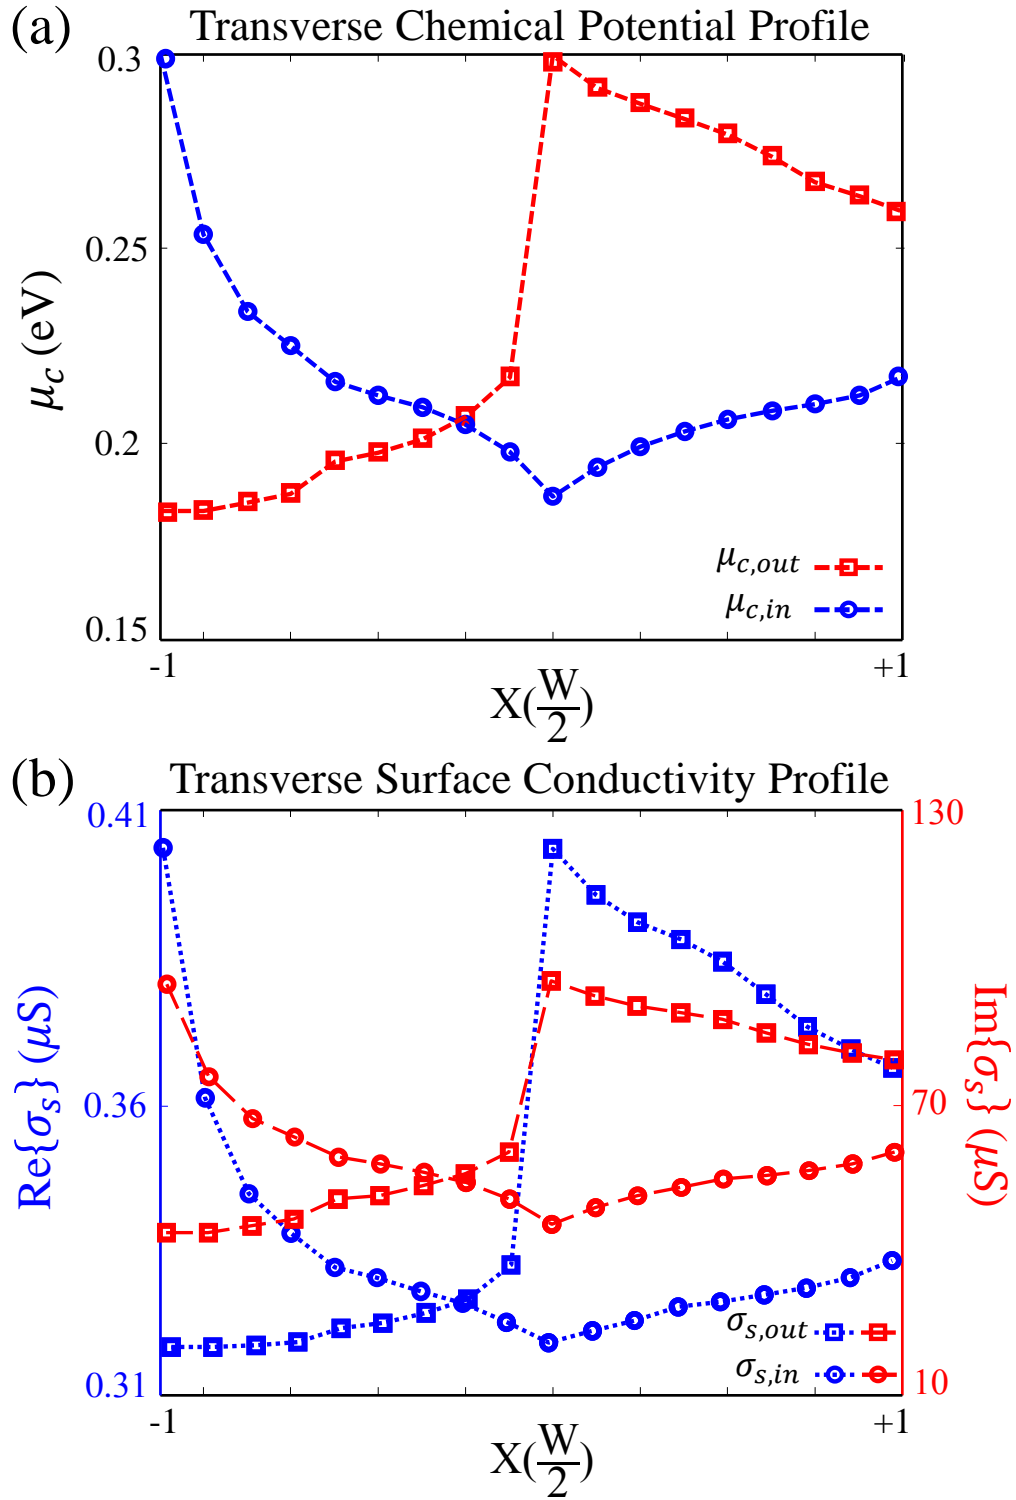 (a) Transverse Chemical Potential Profile
0.3
0.25
0.2
0.15
μc (eV)
μc,out
μc,in
-1
+1
X(W/2)
(b) Transverse Surface Conductivity Profile
0.41
0.36
0.31
Re{σs} (μS)
130
70
10
Im{σs} (μS)
σs,out
σs,in
-1
+1
X(W/2)